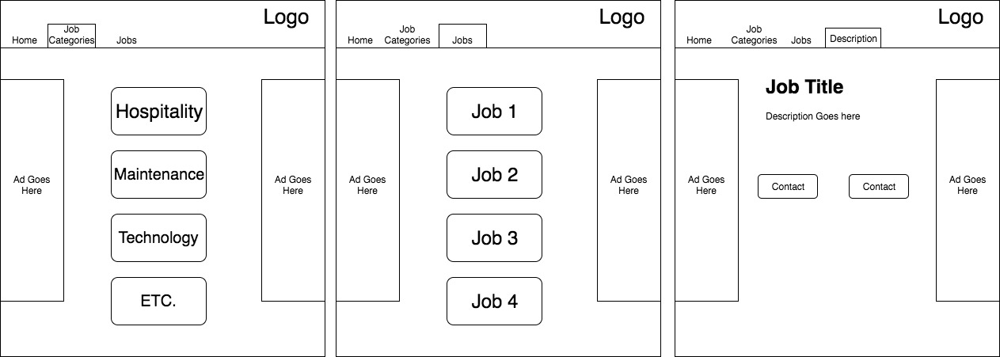 Logo
Home
Job
Categories
Jobs
Ad Goes
Here
Hospitality
Maintenance
Technology
ETC.
Ad Goes
Here
Logo
Home
Job
Categories
Jobs
Ad Goes
Here
Job 1
Job 2
Job 3
Job 4
Ad Goes
Here
Logo
Home
Job
Categories
Jobs
Description
Ad Goes
Here
Job Title
Description Goes here
Contact
Contact
Ad Goes
Here